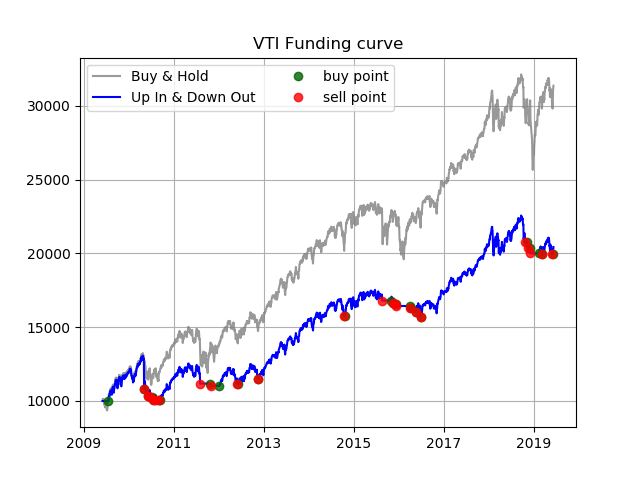 VTI Funding curve
Buy & Hold
Up In & Down Out
buy point
sell point
30000
25000
20000
15000
10000
2009 2011 2013 2015 2017 2019